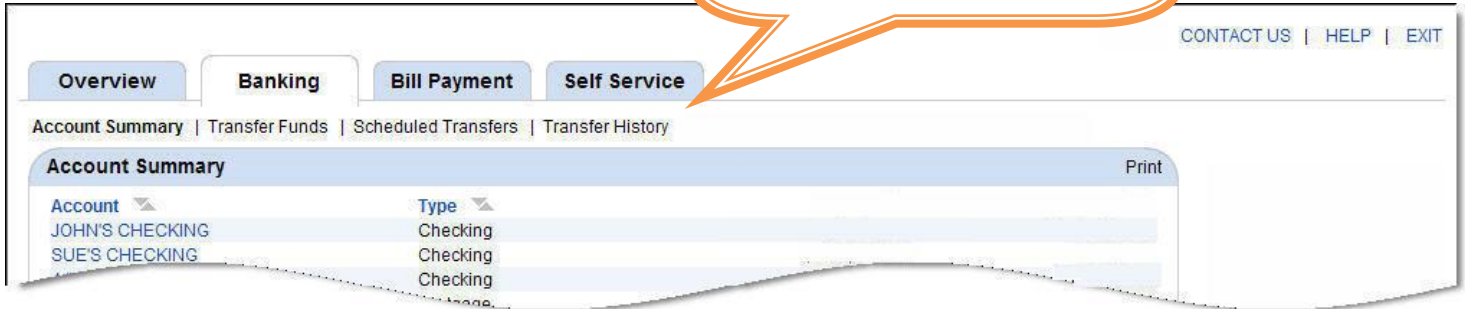 CONTACT US | HELP | EXIT
Overview Banking Bill Payment Self Service
Account Summary | Transfer Funds | Scheduled Transfers | Transfer History
Account Summary Print
Account Type
JOHN'S CHECKING Checking
SUE'S CHECKING Checking
Checking